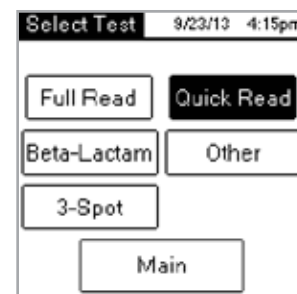 Select Test 9/23/13 4:15pm
Full Read Quick Read
Beta-Lactam Other
3-Spot
Main